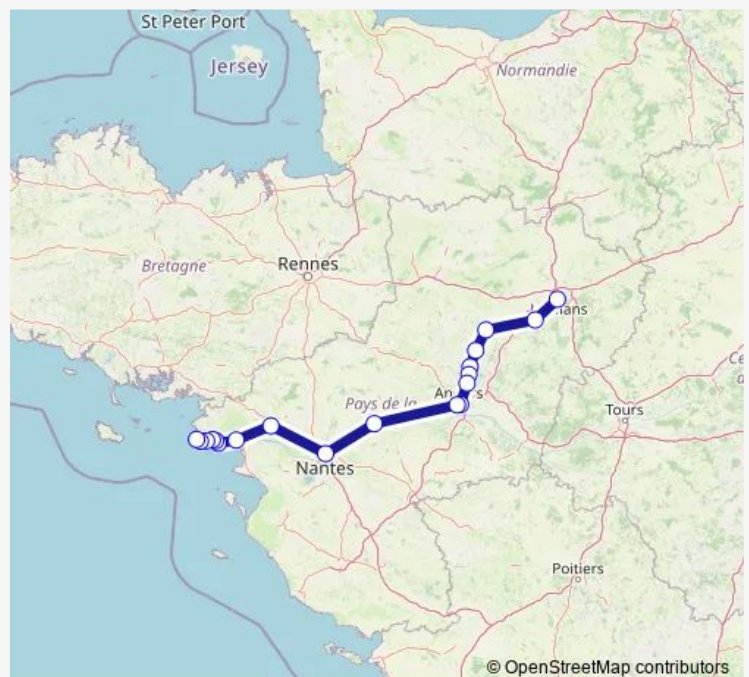 St Peter Port
Jersey
Normandie
Rennes
Bretagne
Pays de la
Nantes
Tours
Poitiers
© OpenStreetMap contributors